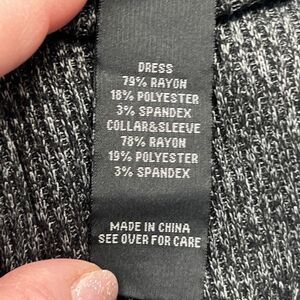 DRESS
79% RAYON
18% POLYESTER
3% SPANDEX
COLLAR&SLEEVE
78% RAYON
19% POLYESTER
3% SPANDEX
MADE IN CHINA
SEE OVER FOR CARE